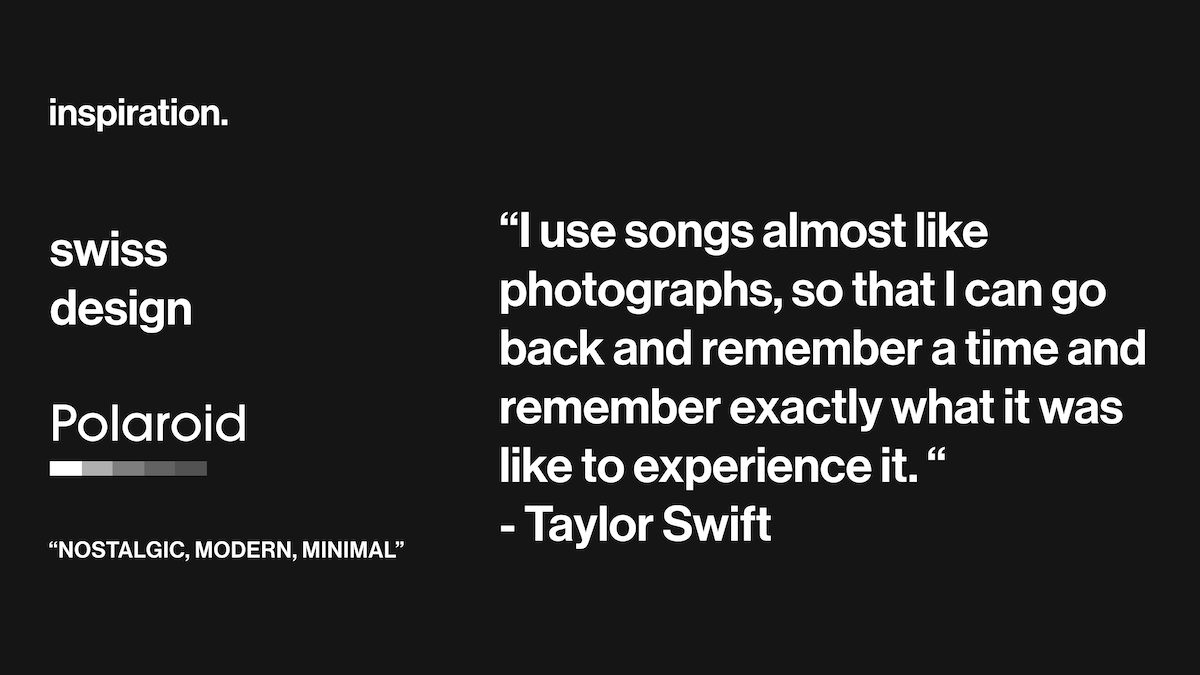 inspiration.
swiss
design
Polaroid
“NOSTALGIC, MODERN, MINIMAL”
“I use songs almost like
photographs, so that I can go
back and remember a time and
remember exactly what it was
like to experience it. “
- Taylor Swift